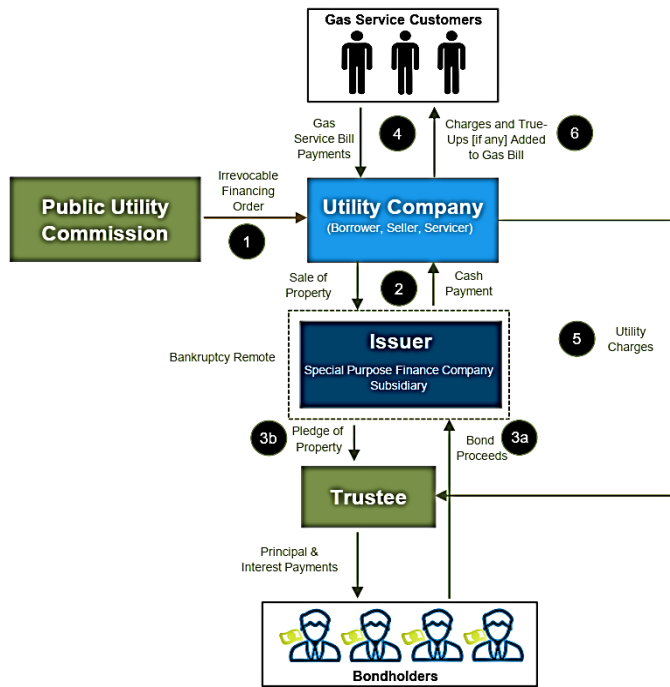 Gas Service Customers
Gas
Service Bill
Payments
4
Charges and True-
Ups [if any] Added
to Gas Bill
6
Public Utility
Commission
Irrevocable
Financing
Order
1
Utility Company
(Borrower, Seller, Servicer)
Sale of
Property
2
Cash
Payment
Bankruptcy Remote
Issuer
Special Purpose Finance Company
Subsidiary
5
Utility
Charges
3b
Pledge of
Property
Bond
Proceeds
3a
Trustee
Principal &
Interest Payments
Bondholders